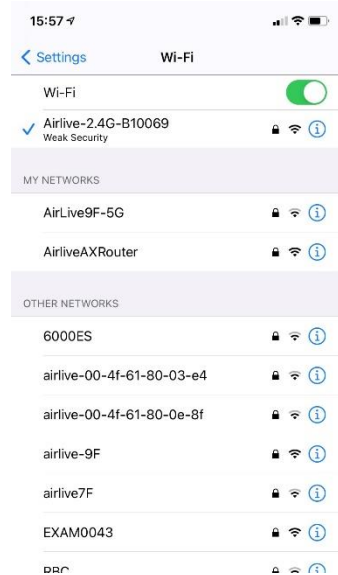 15:57
Settings
Wi-Fi
Wi-Fi
Airlive-2.4G-B10069
Weak Security
MY NETWORKS
AirLive9F-5G
AirliveAXRouter
OTHER NETWORKS
6000ES
airlive-00-4f-61-80-03-e4
airlive-00-4f-61-80-0e-8f
airlive-9F
airlive7F
EXAM0043
RBC